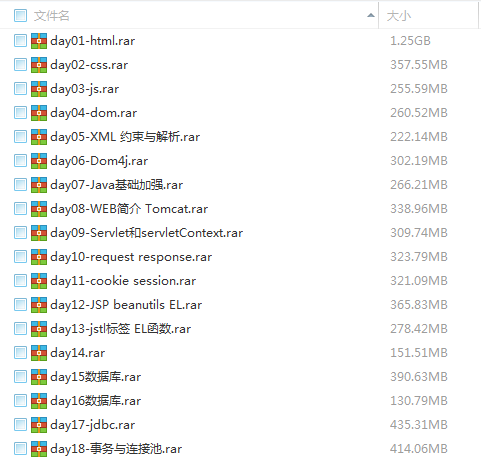 文件名 大小
day01-html.rar 1.25GB
day02-css.rar 357.55MB
day03-js.rar 255.59MB
day04-dom.rar 260.52MB
day05-XML 约束与解析.rar 222.14MB
day06-Dom4j.rar 302.19MB
day07-Java基础加强.rar 266.21MB
day08-WEB简介 Tomcat.rar 338.96MB
day09-Servlet和servletContext.rar 309.74MB
day10-request response.rar 323.79MB
day11-cookie session.rar 321.09MB
day12-JSP beanutils EL.rar 365.83MB
day13-jstl标签 EL函数.rar 278.42MB
day14.rar 151.51MB
day15数据库.rar 390.63MB
day16数据库.rar 130.79MB
day17-jdbc.rar 435.31MB
day18-事务与连接池.rar 414.06MB